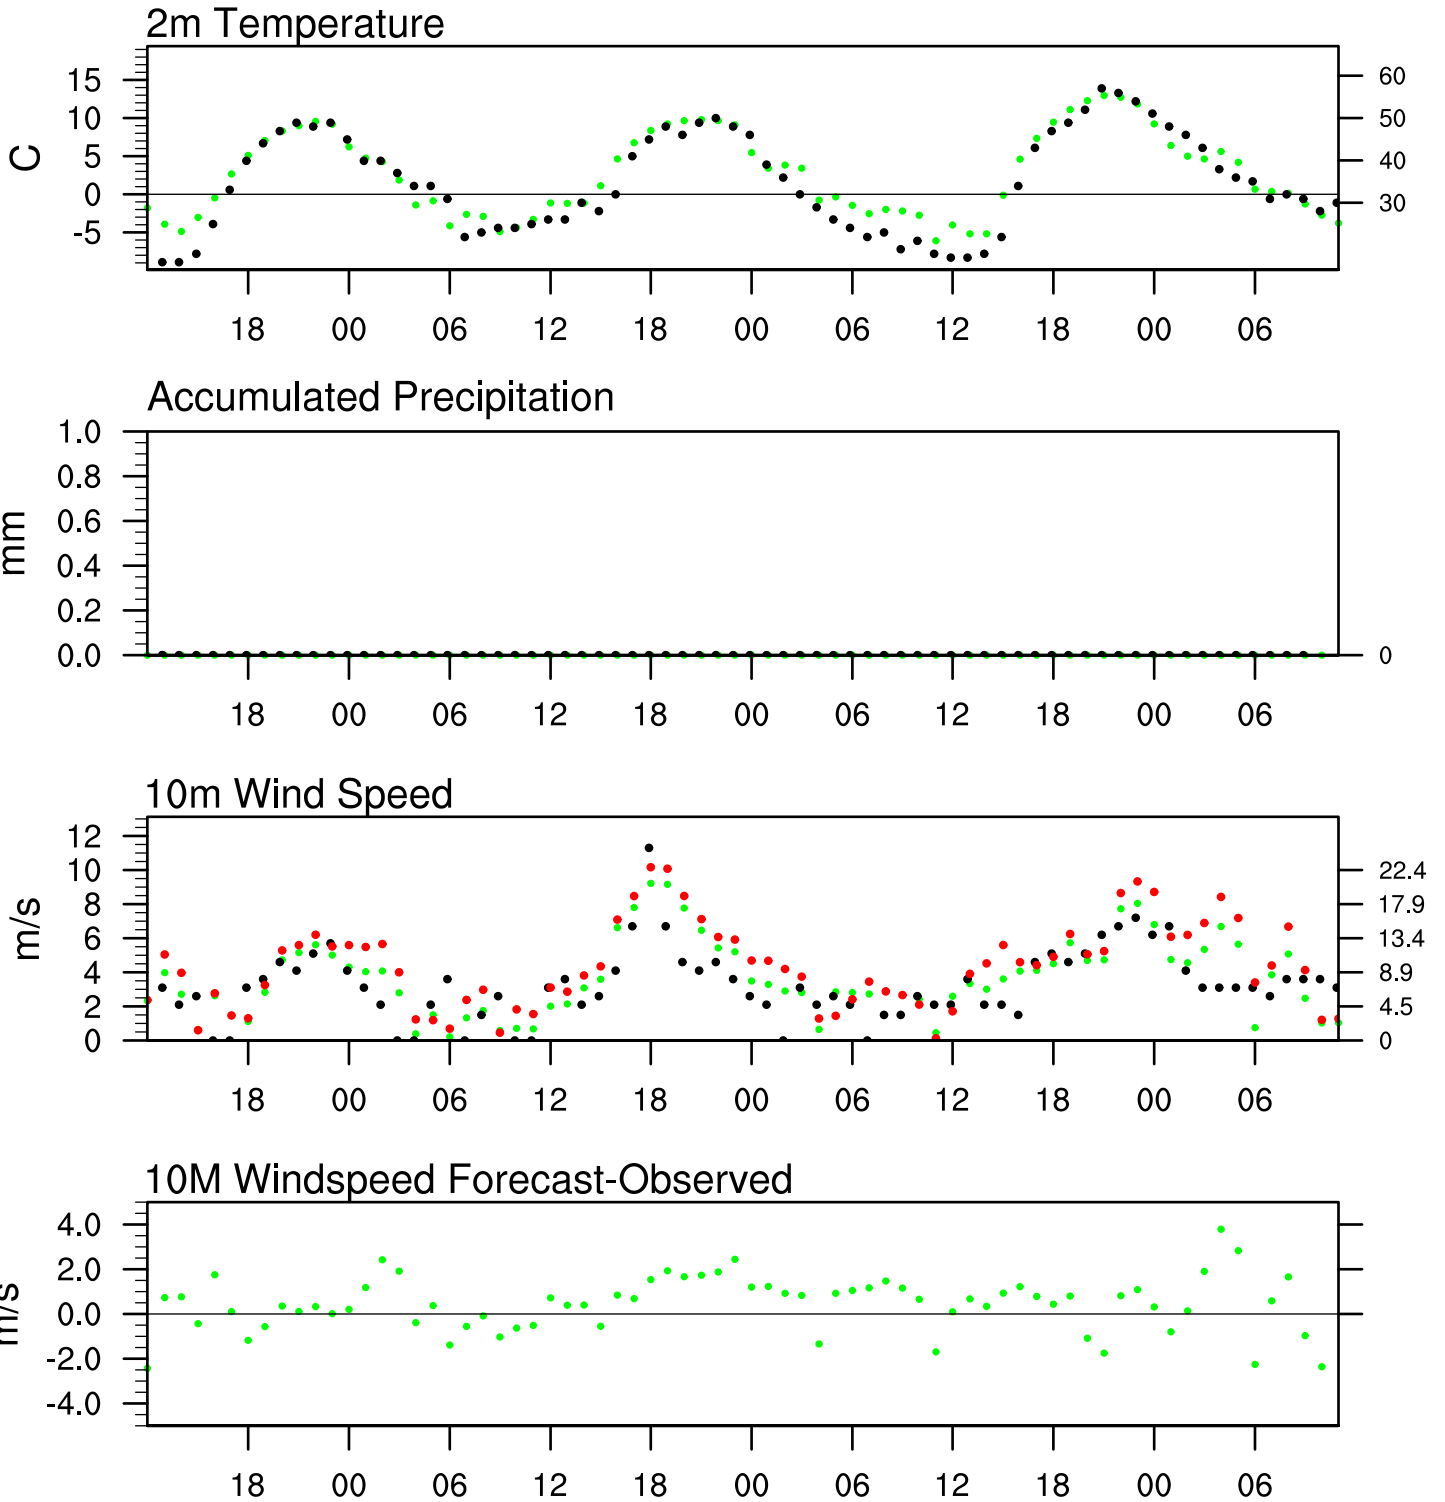 2m Temperature
15
10
5
0
-5
C
60
50
40
30
18 00 06 12 18 00 06 12 18 00 06
Accumulated Precipitation
1.0
0.8
0.6
0.4
0.2
0.0
mm
0
18 00 06 12 18 00 06 12 18 00 06
10m Wind Speed
12
10
8
6
4
2
0
m/s
22.4
17.9
13.4
8.9
4.5
0
18 00 06 12 18 00 06 12 18 00 06
10M Windspeed Forecast-Observed
4.0
2.0
0.0
-2.0
-4.0
m/s
18 00 06 12 18 00 06 12 18 00 06